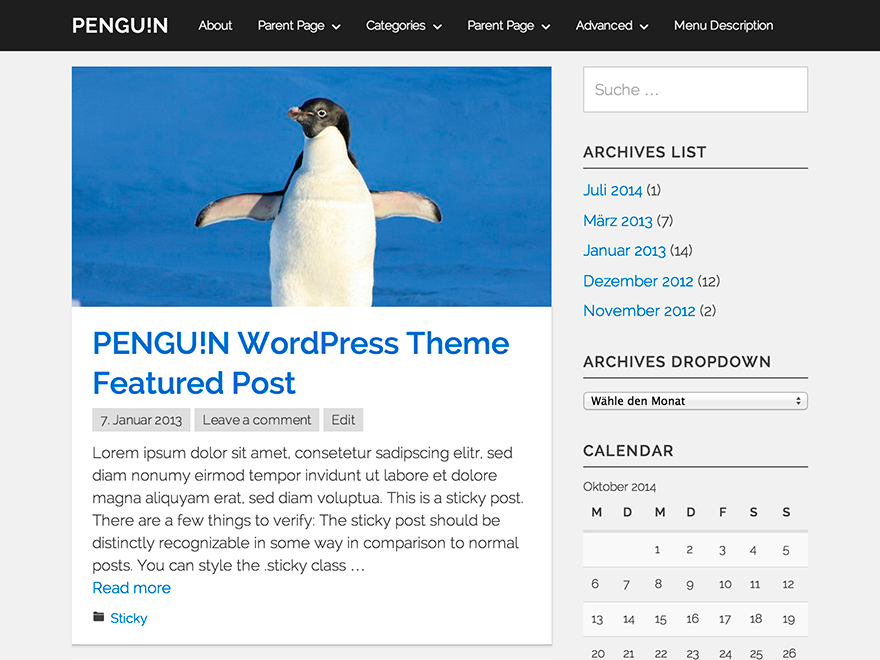 PENGU!N
About
Parent Page
Categories
Parent Page
Advanced
Menu Description
PENGU!N WordPress Theme
Featured Post
7. Januar 2013
Leave a comment
Edit
Lorem ipsum dolor sit amet, consetetur sadipscing elitr, sed
diam nonumy eirmod tempor invidunt ut labore et dolore
magna aliquyam erat, sed diam voluptua. This is a sticky post.
There are a few things to verify: The sticky post should be
distinctly recognizable in some way in comparison to normal
posts. You can style the .sticky class …
Read more
Sticky
Suche …
ARCHIVES LIST
Juli 2014 (1)
März 2013 (7)
Januar 2013 (14)
Dezember 2012 (12)
November 2012 (2)
ARCHIVES DROPDOWN
Wähle den Monat
CALENDAR
Oktober 2014
M D M D F S S
1 2 3 4 5
6 7 8 9 10 11 12
13 14 15 16 17 18 19
20 21 22 23 24 25 26